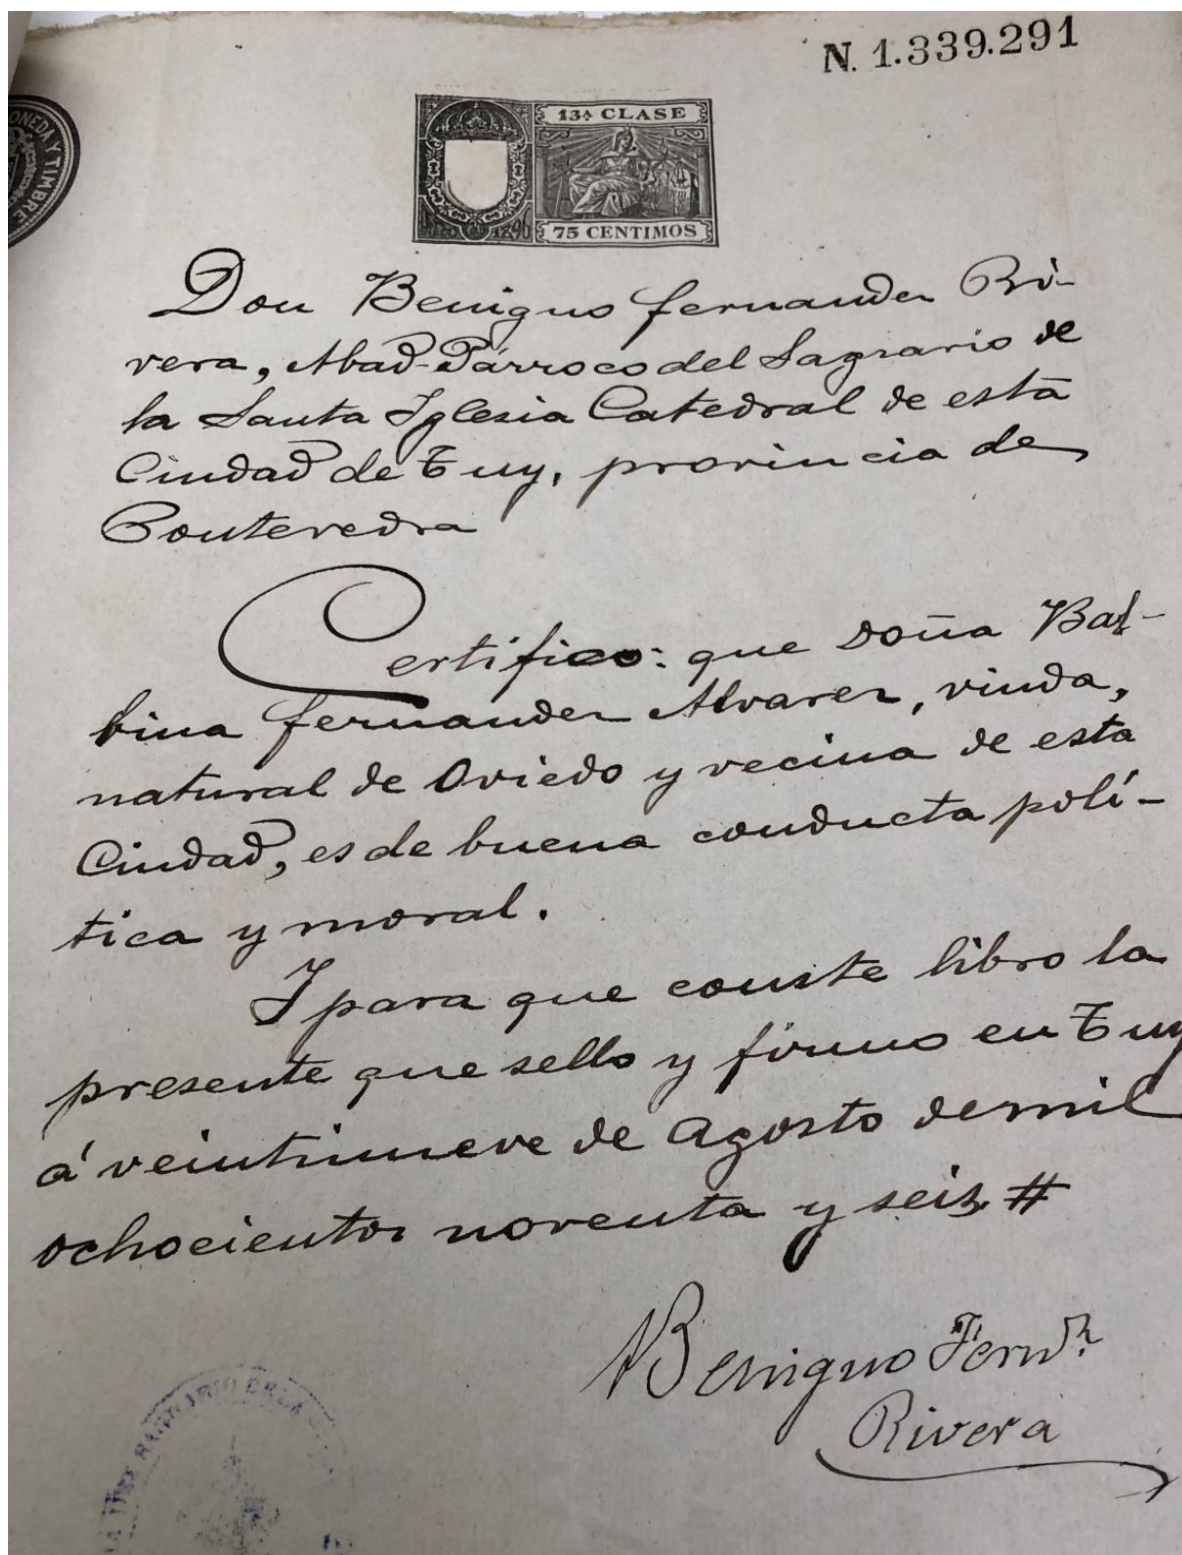 N. 1.339.291
MONEDA Y TIMBRE
13ª CLASE
1896
75 CENTIMOS
Don Benigno Fernandez Ri-
vera, Abad-Párroco del Sagrario de
la Santa Iglesia Catedral de esta
Ciudad de Tuy, provincia de
Pontevedra
Certifico: que Doña Bal-
bina Fernandez Alvarez, viuda,
natural de Oviedo y vecina de esta
Ciudad, es de buena conducta polí-
tica y moral.
Y para que conste libro la
presente que sello y firmo en Tuy
á veintinueve de Agosto de mil
ochocientos noventa y seis. #
Benigno Fernz.
Rivera